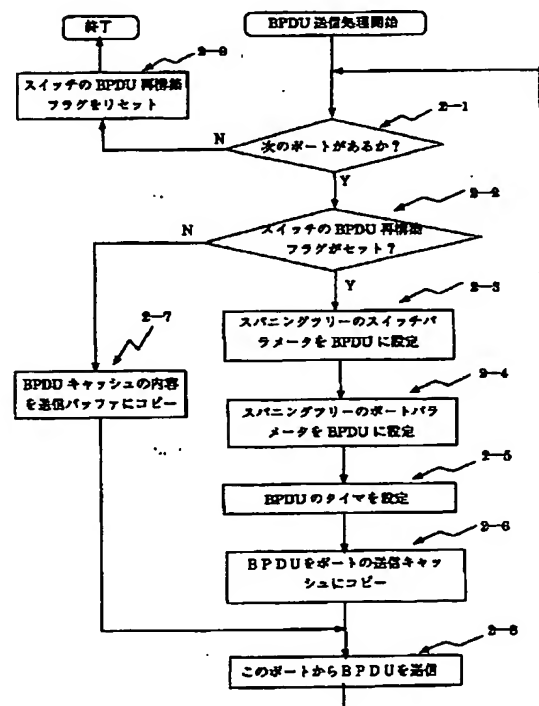 終了
BPDU 送信処理開始
2-9
スイッチの BPDU 再構築
フラグをリセット
2-1
N
次のポートがあるか?
Y
2-2
N
スイッチの BPDU 再構築
フラグがセット?
Y
2-3
スパニングツリーのスイッチパ
ラメータを BPDU に設定
2-7
BPDU キャッシュの内容
を送信バッファにコピー
2-4
スパニングツリーのポートパラ
メータを BPDU に設定
2-5
BPDU のタイマを設定
2-6
BPDUをポートの送信キャッ
シュにコピー
2-8
このポートからBPDUを送信